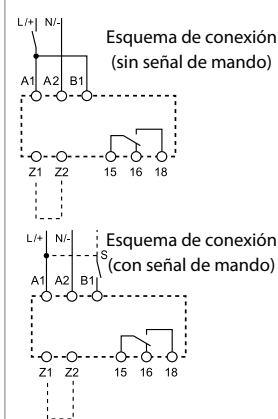 L/+ N/-
Esquema de conexión
(sin señal de mando)
A1 A2 B1
Z1 Z2 15 16 18
L/+ N/-
Esquema de conexión
S
(con señal de mando)
A1 A2 B1
Z1 Z2 15 16 18